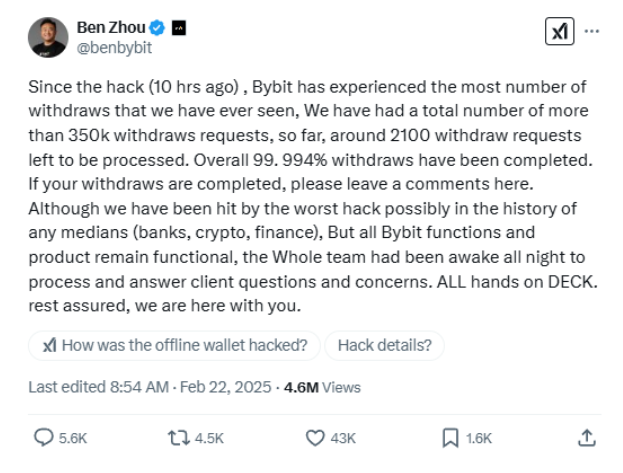 Ben Zhou
@benbybit
Since the hack (10 hrs ago) , Bybit has experienced the most number of
withdraws that we have ever seen, We have had a total number of more
than 350k withdraws requests, so far, around 2100 withdraw requests
left to be processed. Overall 99. 994% withdraws have been completed.
If your withdraws are completed, please leave a comments here.
Although we have been hit by the worst hack possibly in the history of
any medians (banks, crypto, finance), But all Bybit functions and
product remain functional, the Whole team had been awake all night to
process and answer client questions and concerns. ALL hands on DECK.
rest assured, we are here with you.
How was the offline wallet hacked? Hack details?
Last edited 8:54 AM · Feb 22, 2025 · 4.6M Views
5.6K 4.5K 43K 1.6K